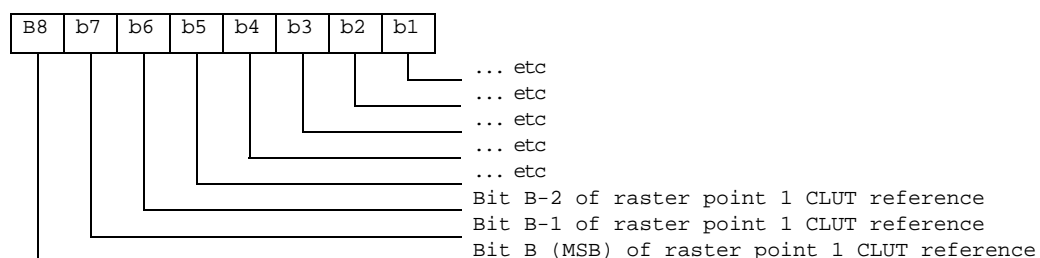 B8 b7 b6 b5 b4 b3 b2 b1
... etc
... etc
... etc
... etc
... etc
Bit B-2 of raster point 1 CLUT reference
Bit B-1 of raster point 1 CLUT reference
Bit B (MSB) of raster point 1 CLUT reference